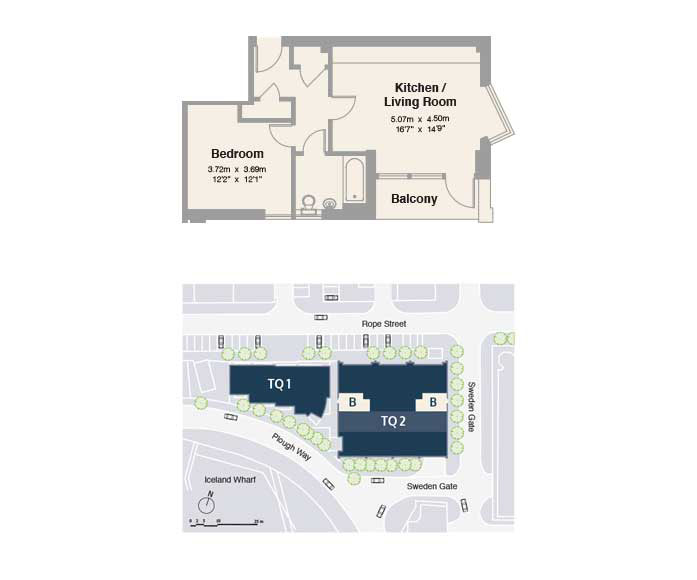 Kitchen /
Living Room
5.07m x 4.50m
16'7" x 14'9"
Bedroom
3.72m x 3.69m
12'2" x 12'1"
Balcony
Rope Street
TQ 1
B
B
TQ 2
Sweden Gate
Plough Way
Iceland Wharf
Sweden Gate
N
0 2 5 10 25 m